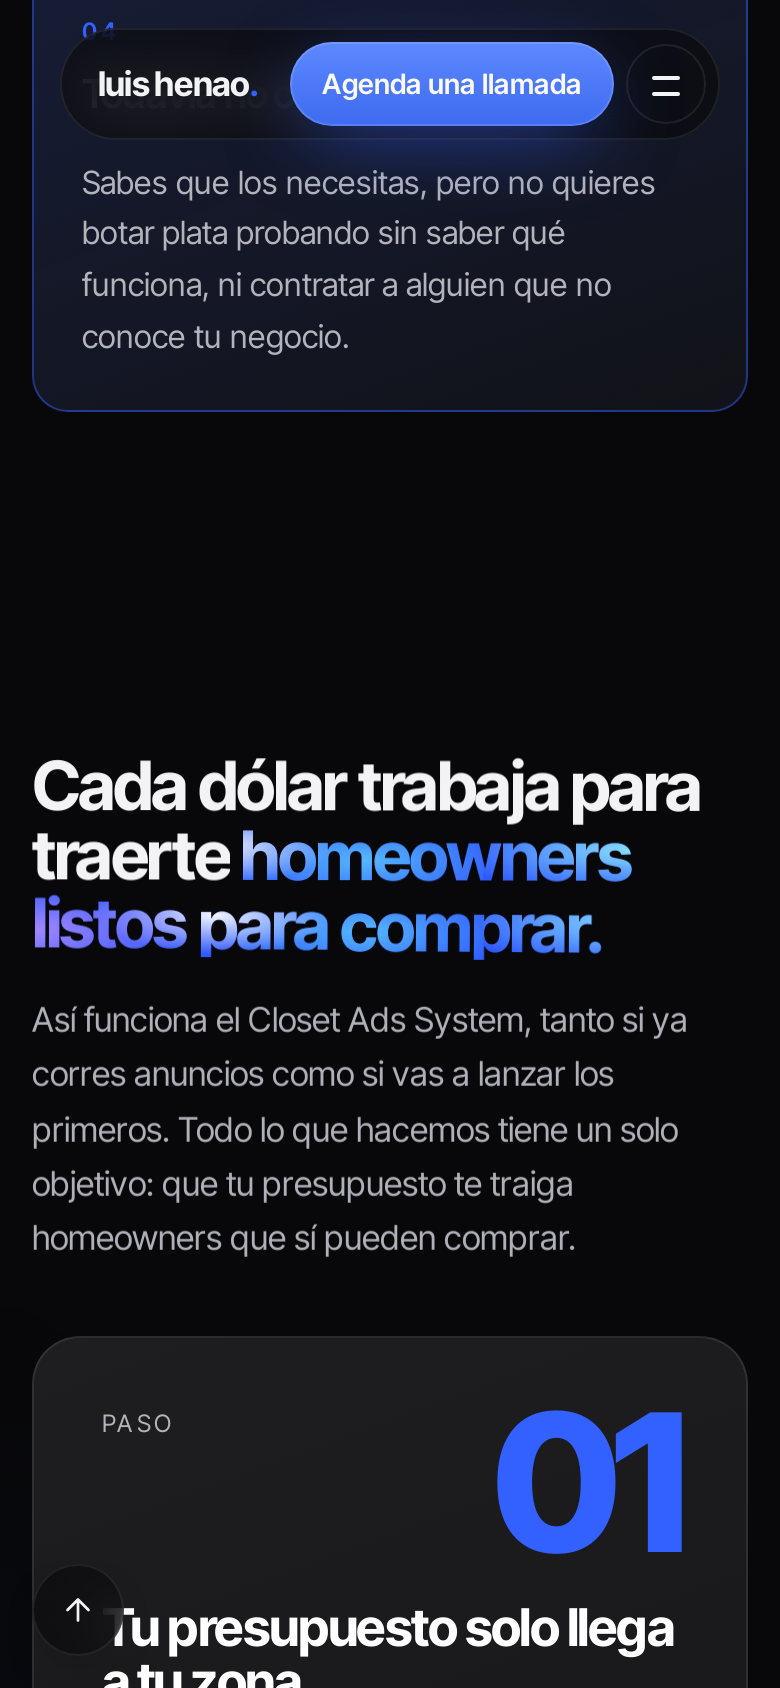 04
luis henao.
Agenda una llamada
Sabes que los necesitas, pero no quieres
botar plata probando sin saber qué
funciona, ni contratar a alguien que no
conoce tu negocio.
Cada dólar trabaja para
traerte homeowners
listos para comprar.
Así funciona el Closet Ads System, tanto si ya
corres anuncios como si vas a lanzar los
primeros. Todo lo que hacemos tiene un solo
objetivo: que tu presupuesto te traiga
homeowners que sí pueden comprar.
PASO
01
Tu presupuesto solo llega
a tu zona